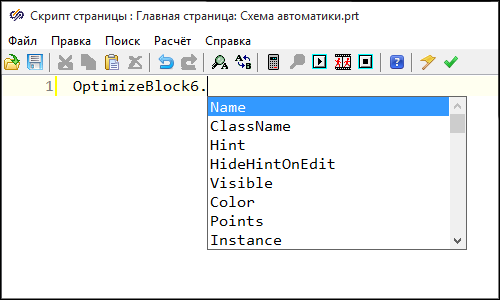 Скрипт страницы : Главная страница: Схема автоматики.prt
Файл Правка Поиск Расчёт Справка
1 OptimizeBlock6.
Name
ClassName
Hint
HideHintOnEdit
Visible
Color
Points
Instance